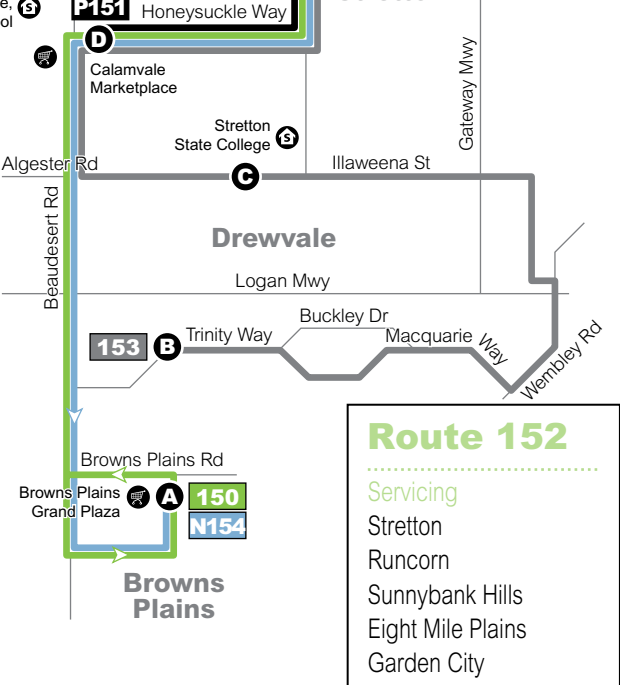 e,
ol
P151
Honeysuckle Way
D
Calamvale
Marketplace
Gateway Mwy
Stretton
State College
S
Algester Rd
Illaweena St
C
Beaudesert Rd
Drewvale
Logan Mwy
Buckley Dr
153
B
Trinity Way
Macquarie Way
Wembley Rd
Browns Plains Rd
Browns Plains
Grand Plaza
A
150
N154
Browns
Plains
Route 152
Servicing
Stretton
Runcorn
Sunnybank Hills
Eight Mile Plains
Garden City